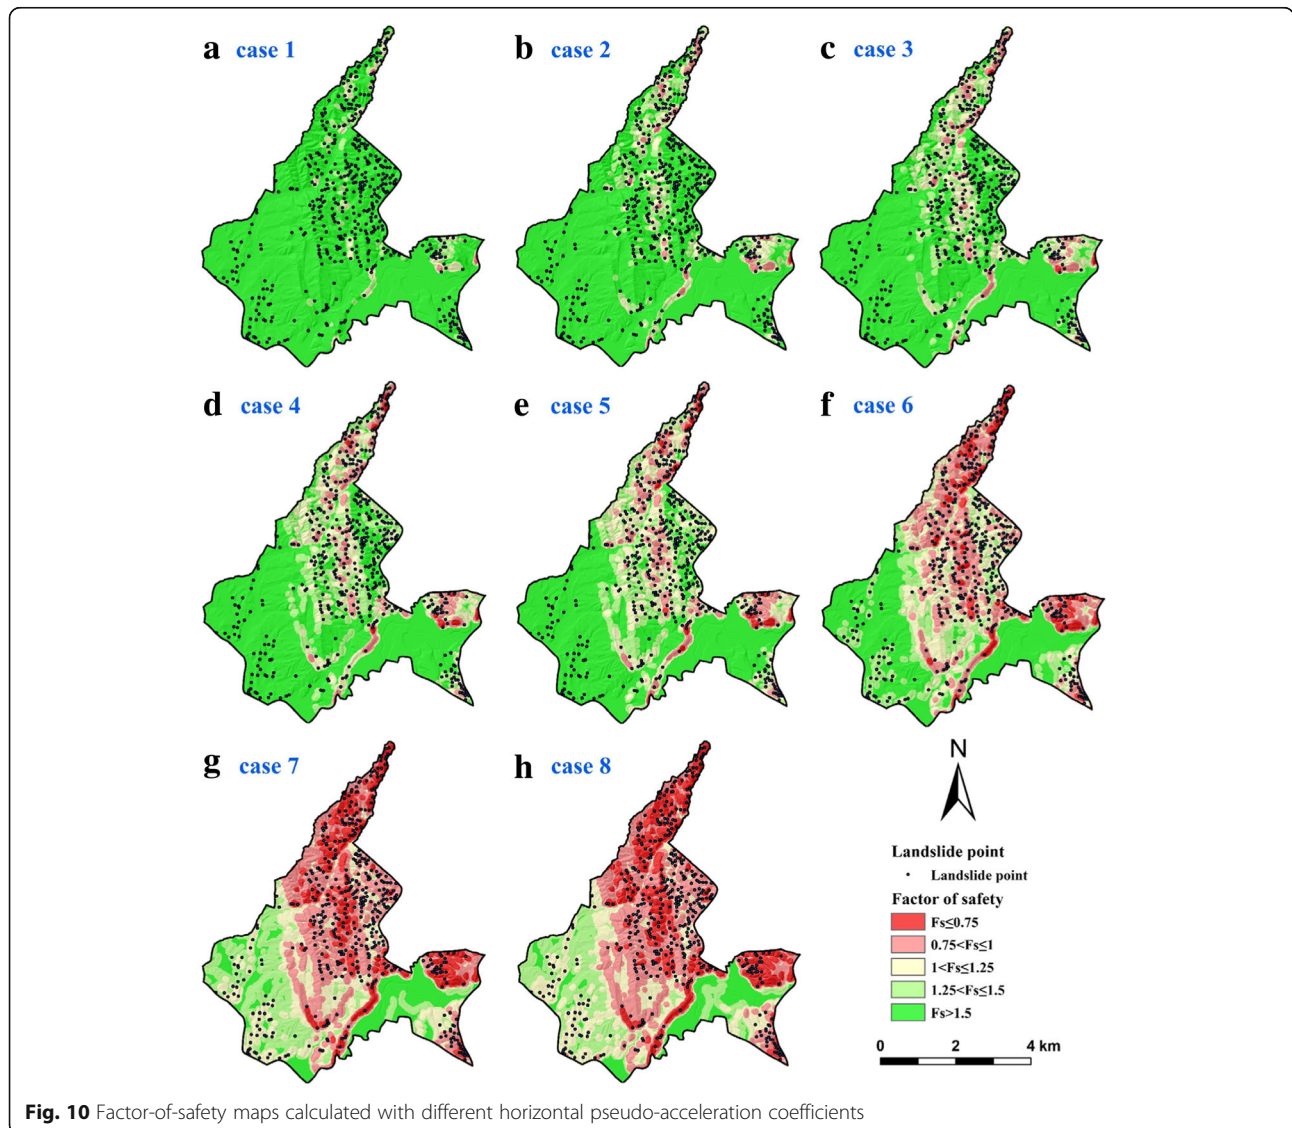 a case 1
b case 2
c case 3
d case 4
e case 5
f case 6
g case 7
h case 8
N
Landslide point
Landslide point
Factor of safety
Fs≤0.75
0.75<Fs≤1
1<Fs≤1.25
1.25<Fs≤1.5
Fs>1.5
0 2 4 km
Fig. 10 Factor-of-safety maps calculated with different horizontal pseudo-acceleration coefficients